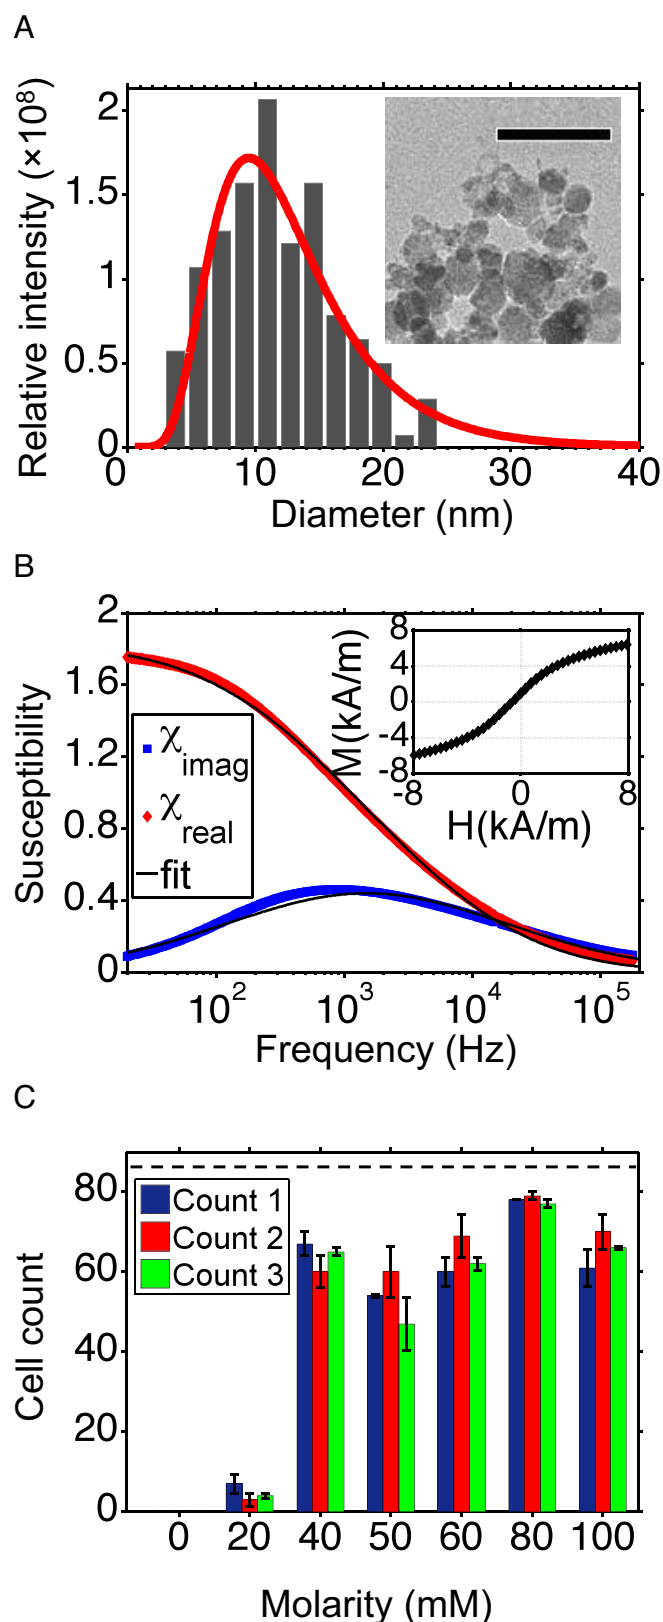 A
Relative intensity (×10⁸)
2
1.5
1
0.5
0
0 10 20 30 40
Diameter (nm)
B
Susceptibility
2
1.6
1.2
0.8
0.4
0
χimag
χreal
fit
M(kA/m)
8
4
0
-4
-8
-8 0 8
H(kA/m)
10² 10³ 10⁴ 10⁵
Frequency (Hz)
C
Cell count
80
60
40
20
0
Count 1
Count 2
Count 3
0 20 40 50 60 80 100
Molarity (mM)